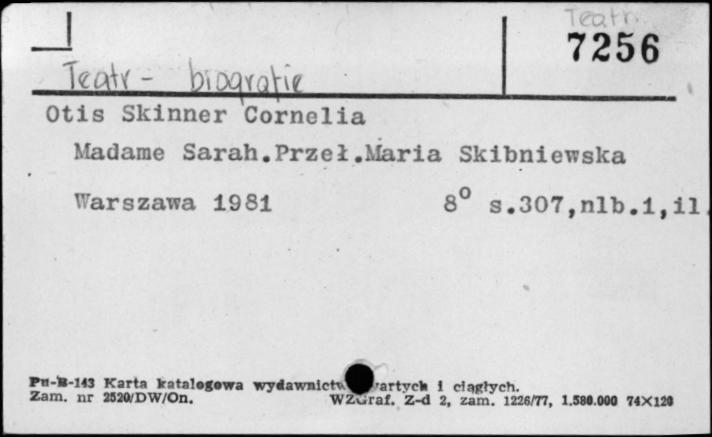 Teatr.
7256
Teatr - biografie
Otis Skinner Cornelia
Madame Sarah.Przeł.Maria Skibniewska
Warszawa 1981 8° s.307,nlb.1,il.
Pu-B-143 Karta katalogowa wydawnictw zwartych i ciągłych.
Zam. nr 2520/DW/On. WZGraf. Z-d 2, zam. 1226/77, 1.580.000 74X120